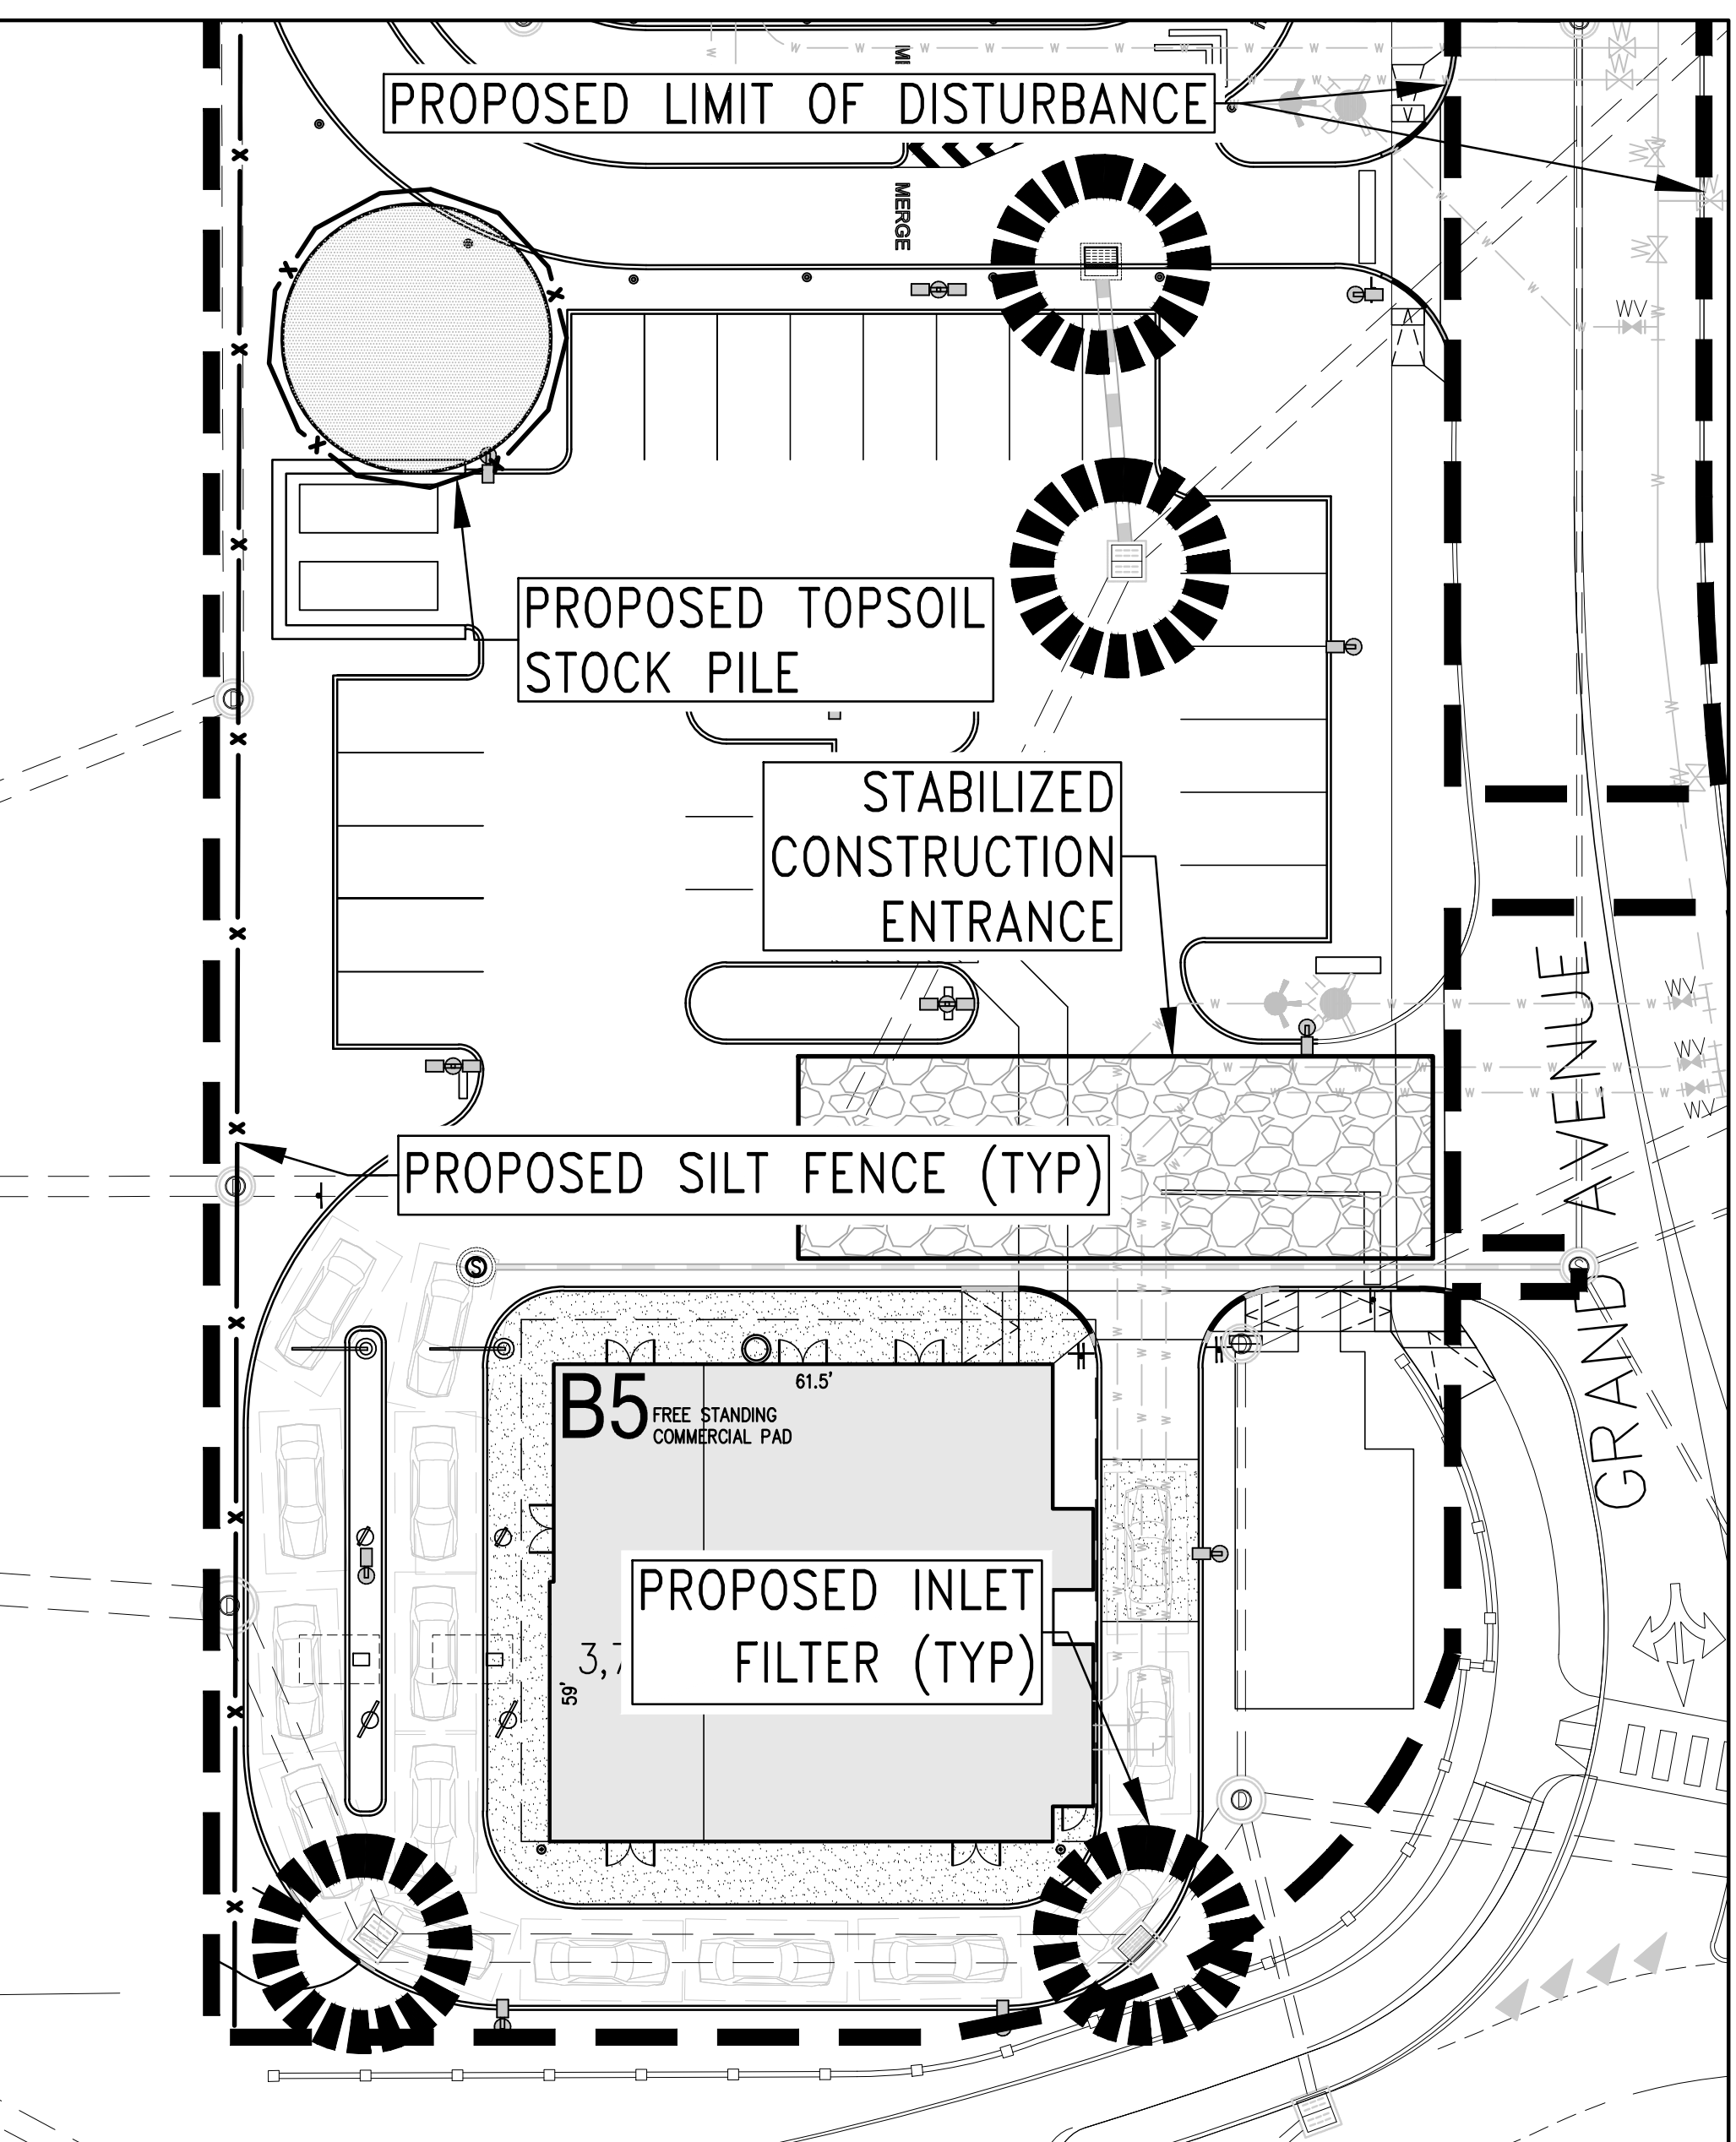 PROPOSED LIMIT OF DISTURBANCE
MERGE
WV
PROPOSED TOPSOIL
STOCK PILE
STABILIZED
CONSTRUCTION
ENTRANCE
WV
WV
WV
GRAND AVENUE
PROPOSED SILT FENCE (TYP)
S
D
D
D
D
D
61.5'
B5
FREE STANDING
COMMERCIAL PAD
PROPOSED INLET
FILTER (TYP)
3,
59'